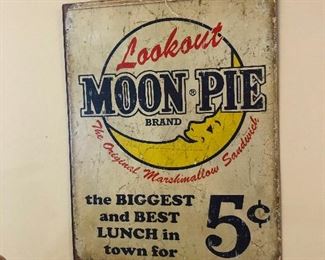 Lookout
MOON ® PIE
BRAND
The Original Marshmallow Sandwich
the BIGGEST
and BEST
LUNCH in
town for
5¢